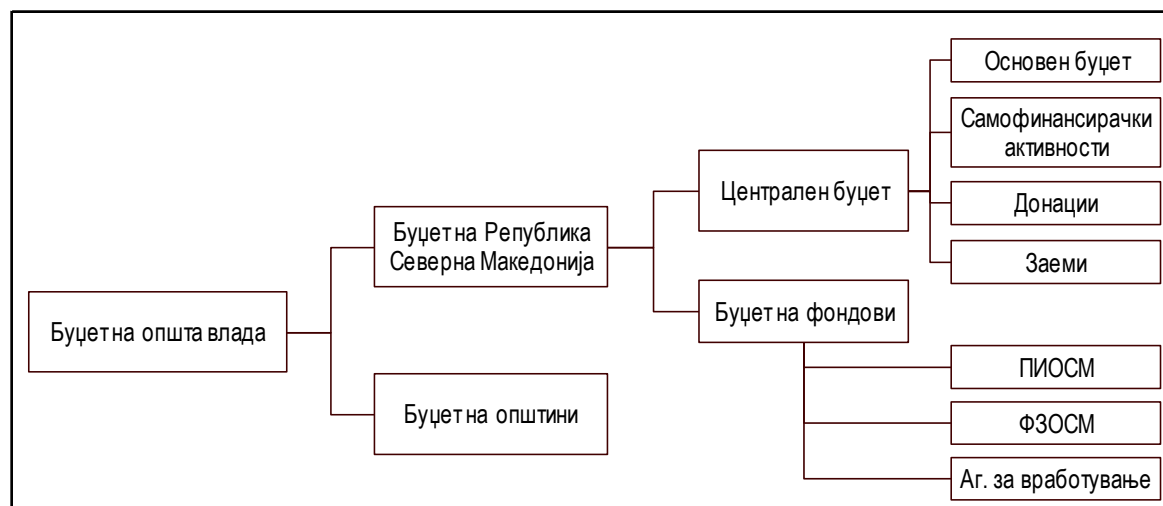 Буџет на општа влада
Буџет на Република
Северна Македонија
Буџет на општини
Централен буџет
Буџет на фондови
Основен буџет
Самофинансирачки
активности
Донации
Заеми
ПИОСМ
ФЗОСМ
Аг. за вработување